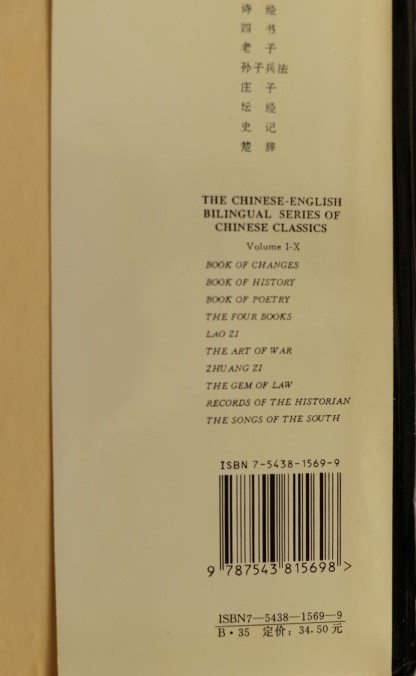 诗 经
四 书
老 子
孙子兵法
庄 子
坛 经
史 记
楚 辞
THE CHINESE-ENGLISH
BILINGUAL SERIES OF
CHINESE CLASSICS
Volume I-X
BOOK OF CHANGES
BOOK OF HISTORY
BOOK OF POETRY
THE FOUR BOOKS
LAO ZI
THE ART OF WAR
ZHUANG ZI
THE GEM OF LAW
RECORDS OF THE HISTORIAN
THE SONGS OF THE SOUTH
ISBN 7-5438-1569-9
9 787543 815698 >
ISBN7—5438—1569—9
B·35 定价：34.50元